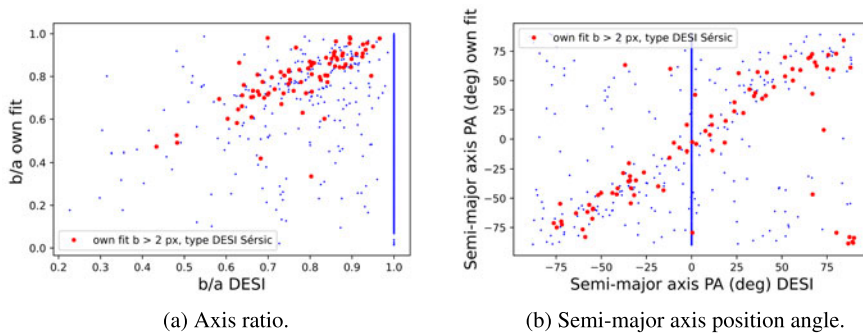 1.0
0.8
0.6
0.4
0.2
0.0
b/a own fit
own fit b > 2 px, type DESI Sérsic
0.2 0.3 0.4 0.5 0.6 0.7 0.8 0.9 1.0
b/a DESI
(a) Axis ratio.
Semi-major axis PA (deg) own fit
75
50
25
0
−25
−50
−75
own fit b > 2 px, type DESI Sérsic
−75 −50 −25 0 25 50 75
Semi-major axis PA (deg) DESI
(b) Semi-major axis position angle.